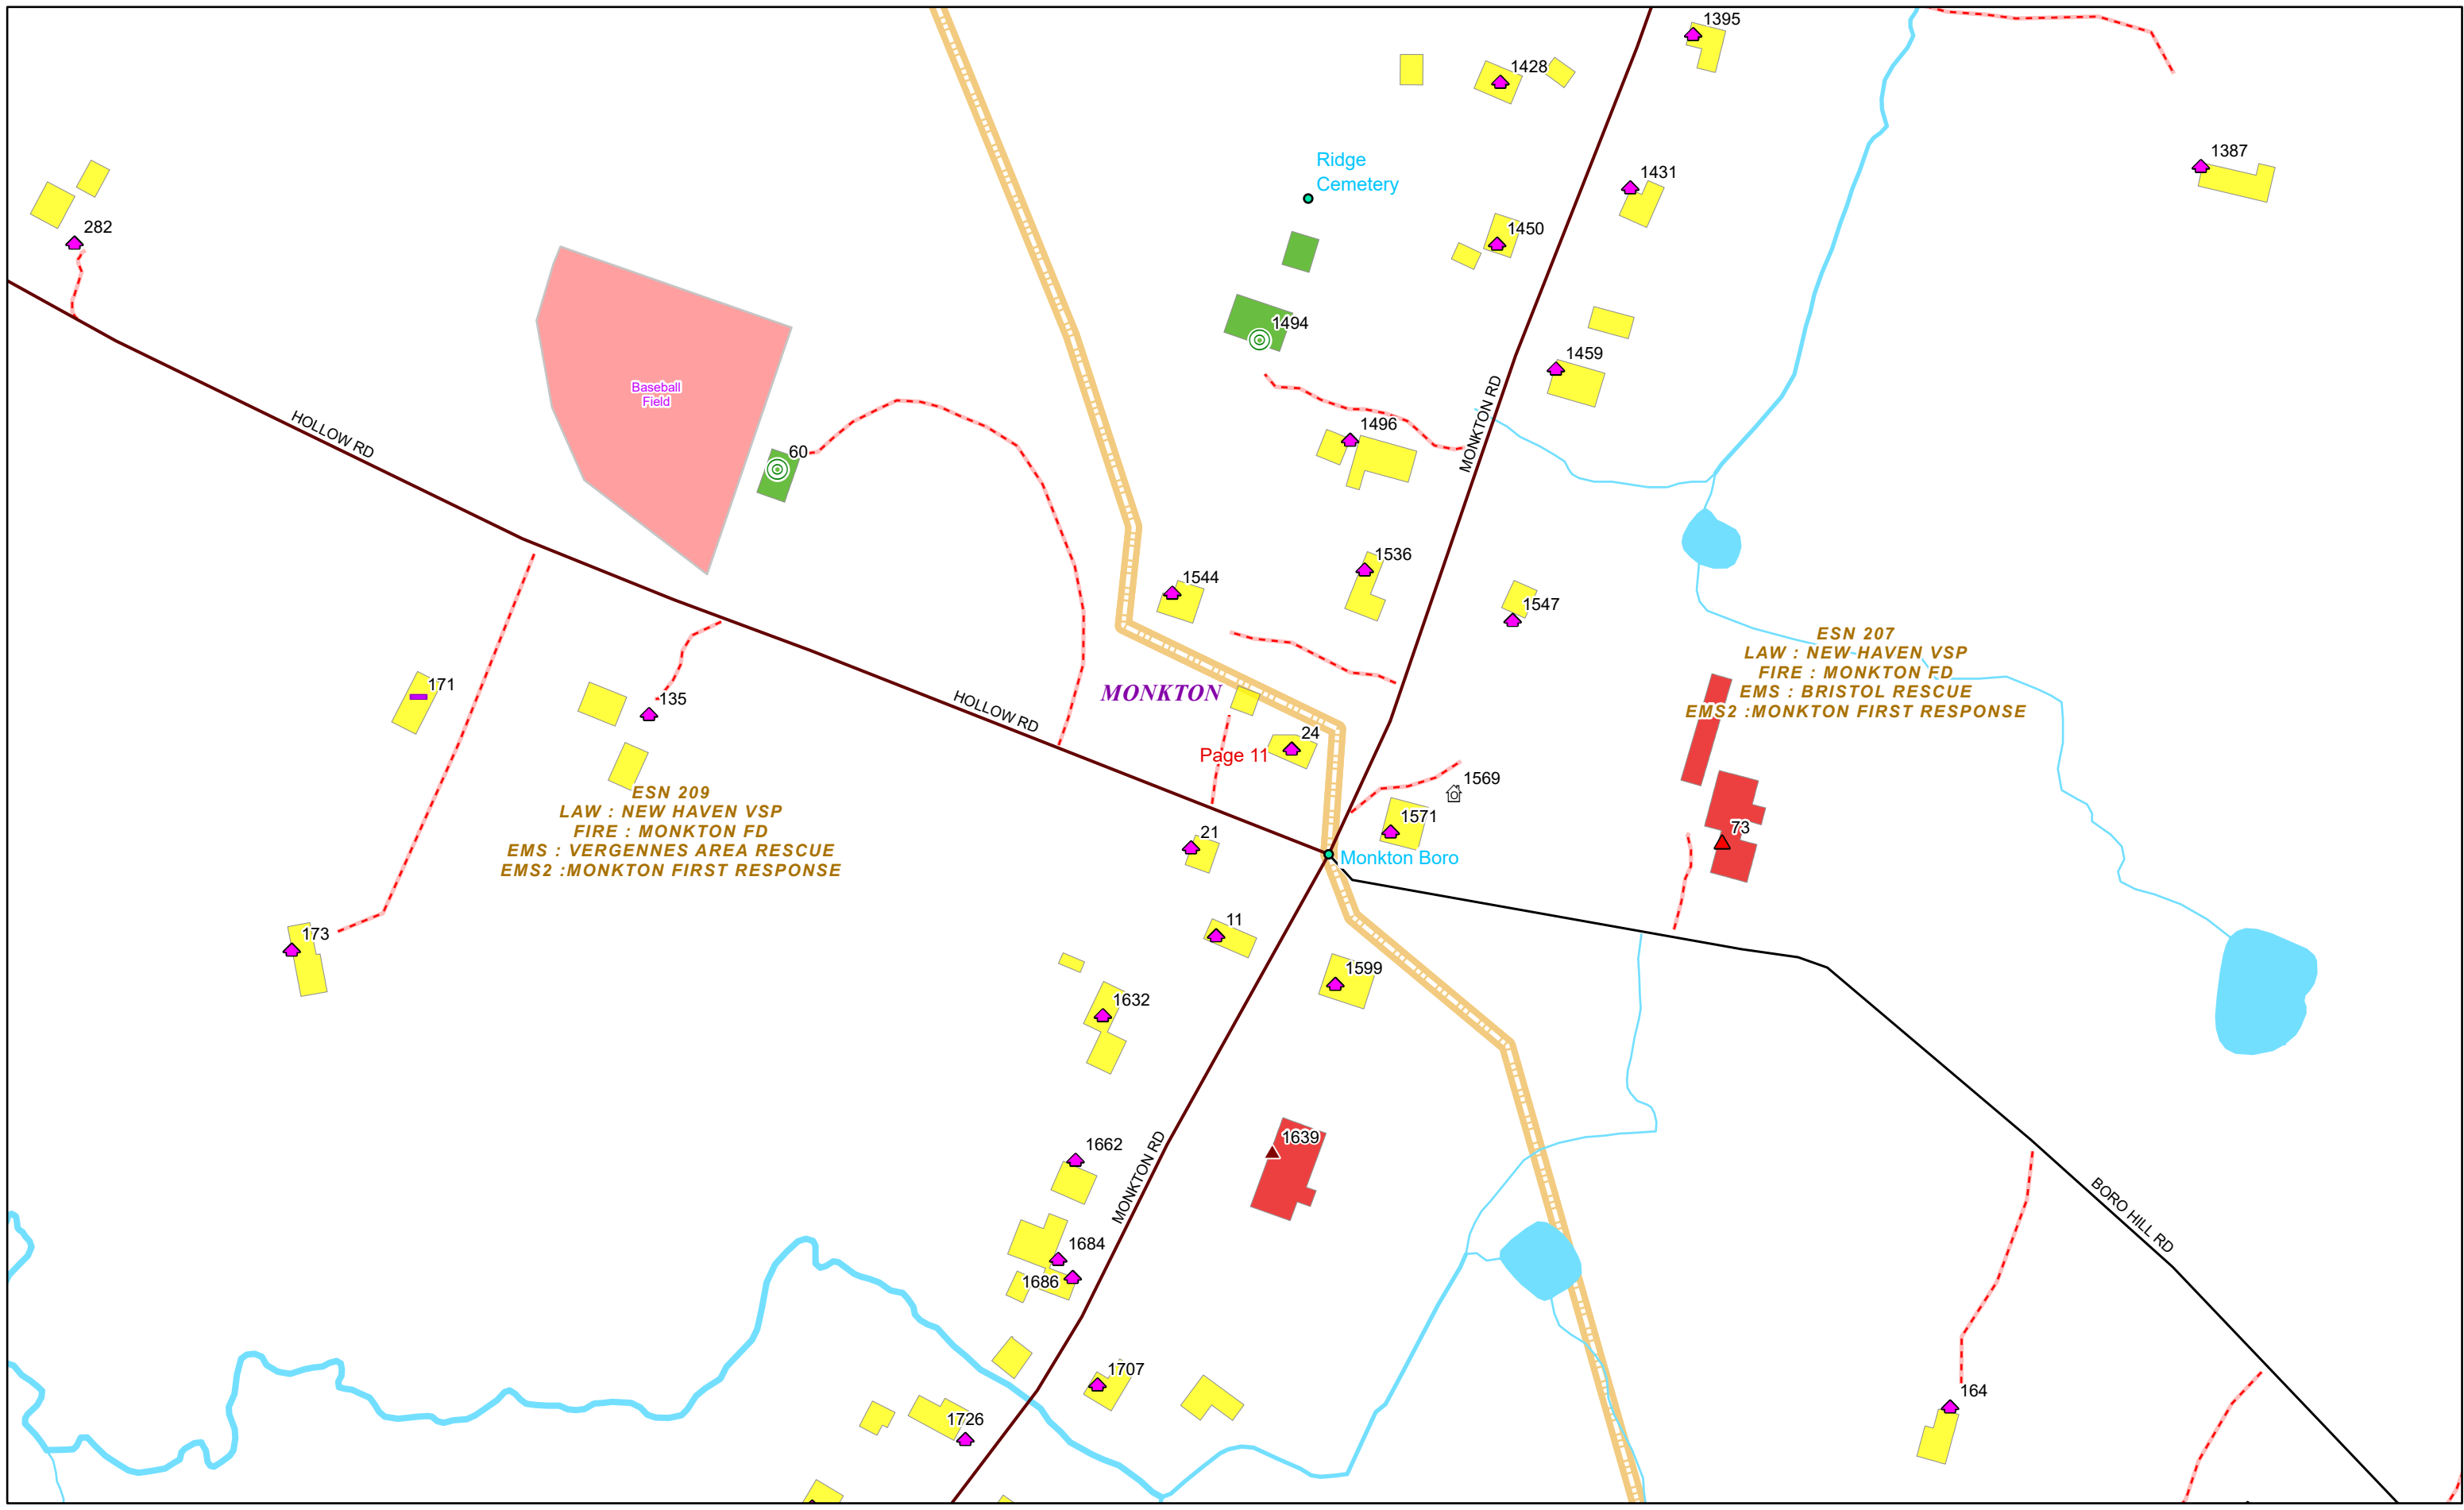 1395
1428
Ridge
Cemetery
1387
1431
282
1450
1494
1459
Baseball
Field
MONKTON RD
HOLLOW RD
1496
60
1536
1544
1547
ESN 207
LAW : NEW HAVEN VSP
FIRE : MONKTON FD
EMS : BRISTOL RESCUE
EMS2 :MONKTON FIRST RESPONSE
171
135
MONKTON
HOLLOW RD
24
Page 11
1569
ESN 209
LAW : NEW HAVEN VSP
FIRE : MONKTON FD
EMS : VERGENNES AREA RESCUE
EMS2 :MONKTON FIRST RESPONSE
1571
73
21
Monkton Boro
11
173
1599
1632
1639
1662
MONKTON RD
BORO HILL RD
1684
1686
1707
164
1726